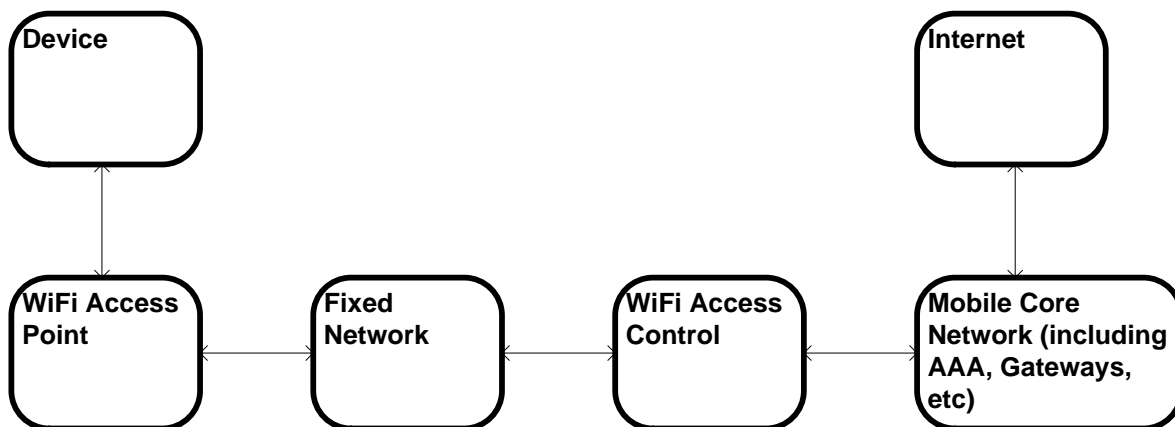 Device
Internet
WiFi Access
Point
Fixed
Network
WiFi Access
Control
Mobile Core
Network (including
AAA, Gateways,
etc)